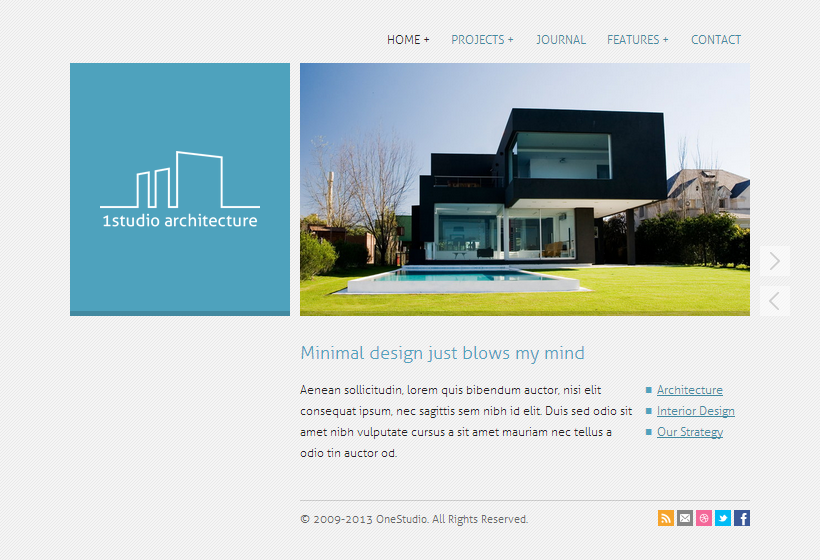 HOME + PROJECTS + JOURNAL FEATURES + CONTACT
1studio architecture
Minimal design just blows my mind
Aenean sollicitudin, lorem quis bibendum auctor, nisi elit
consequat ipsum, nec sagittis sem nibh id elit. Duis sed odio sit
amet nibh vulputate cursus a sit amet mauriam nec tellus a
odio tin auctor od.
Architecture
Interior Design
Our Strategy
© 2009-2013 OneStudio. All Rights Reserved.